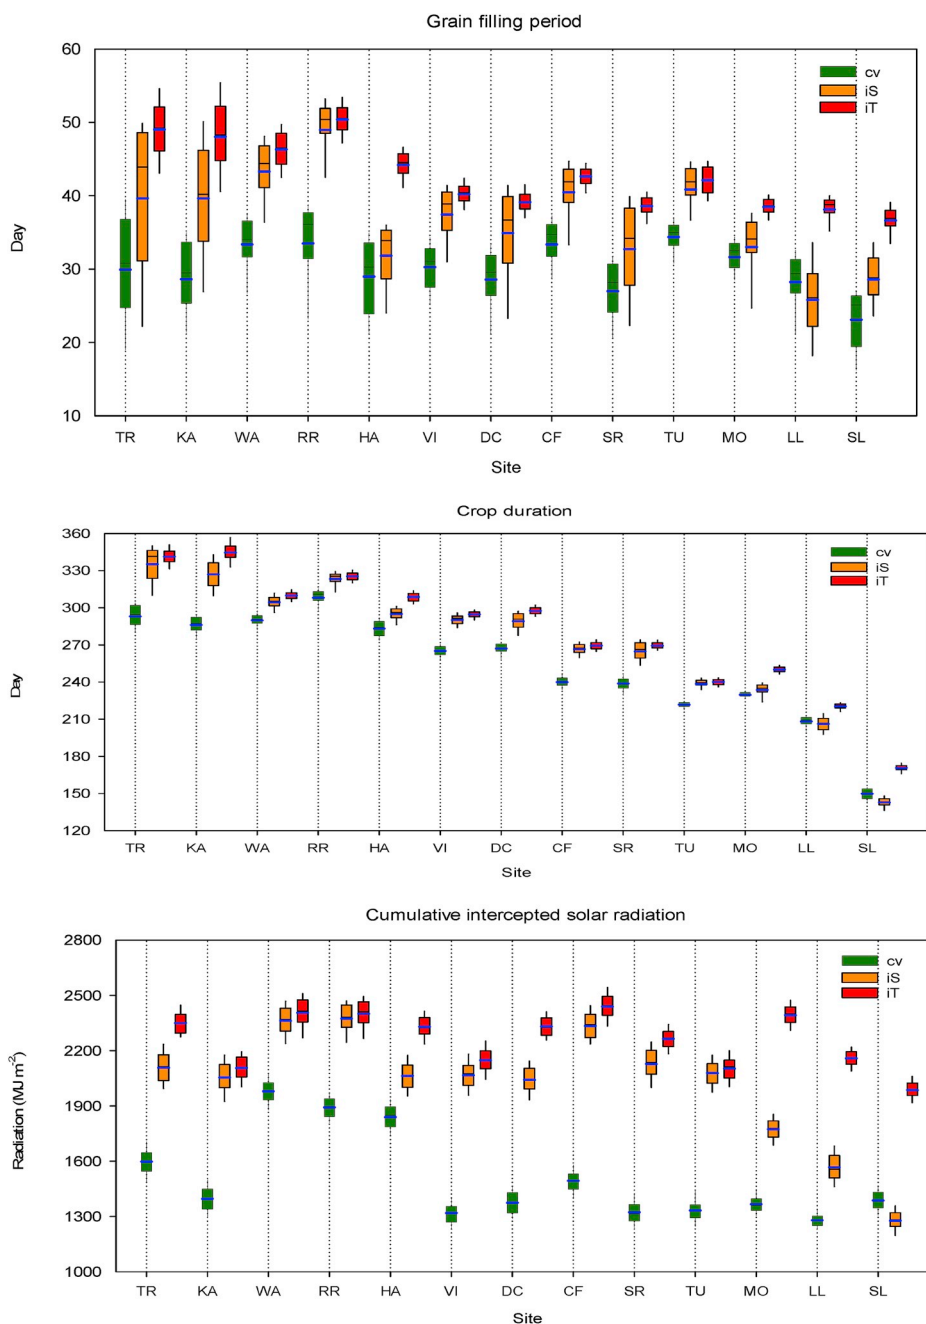 Grain filling period
60
50
40
30
20
10
Day
cv
iS
iT
TR KA WA RR HA VI DC CF SR TU MO LL SL
Site
Crop duration
360
330
300
270
240
210
180
150
120
Day
cv
iS
iT
TR KA WA RR HA VI DC CF SR TU MO LL SL
Site
Cumulative intercepted solar radiation
2800
2500
2200
1900
1600
1300
1000
Radiation (MJ m⁻²)
cv
iS
iT
TR KA WA RR HA VI DC CF SR TU MO LL SL
Site